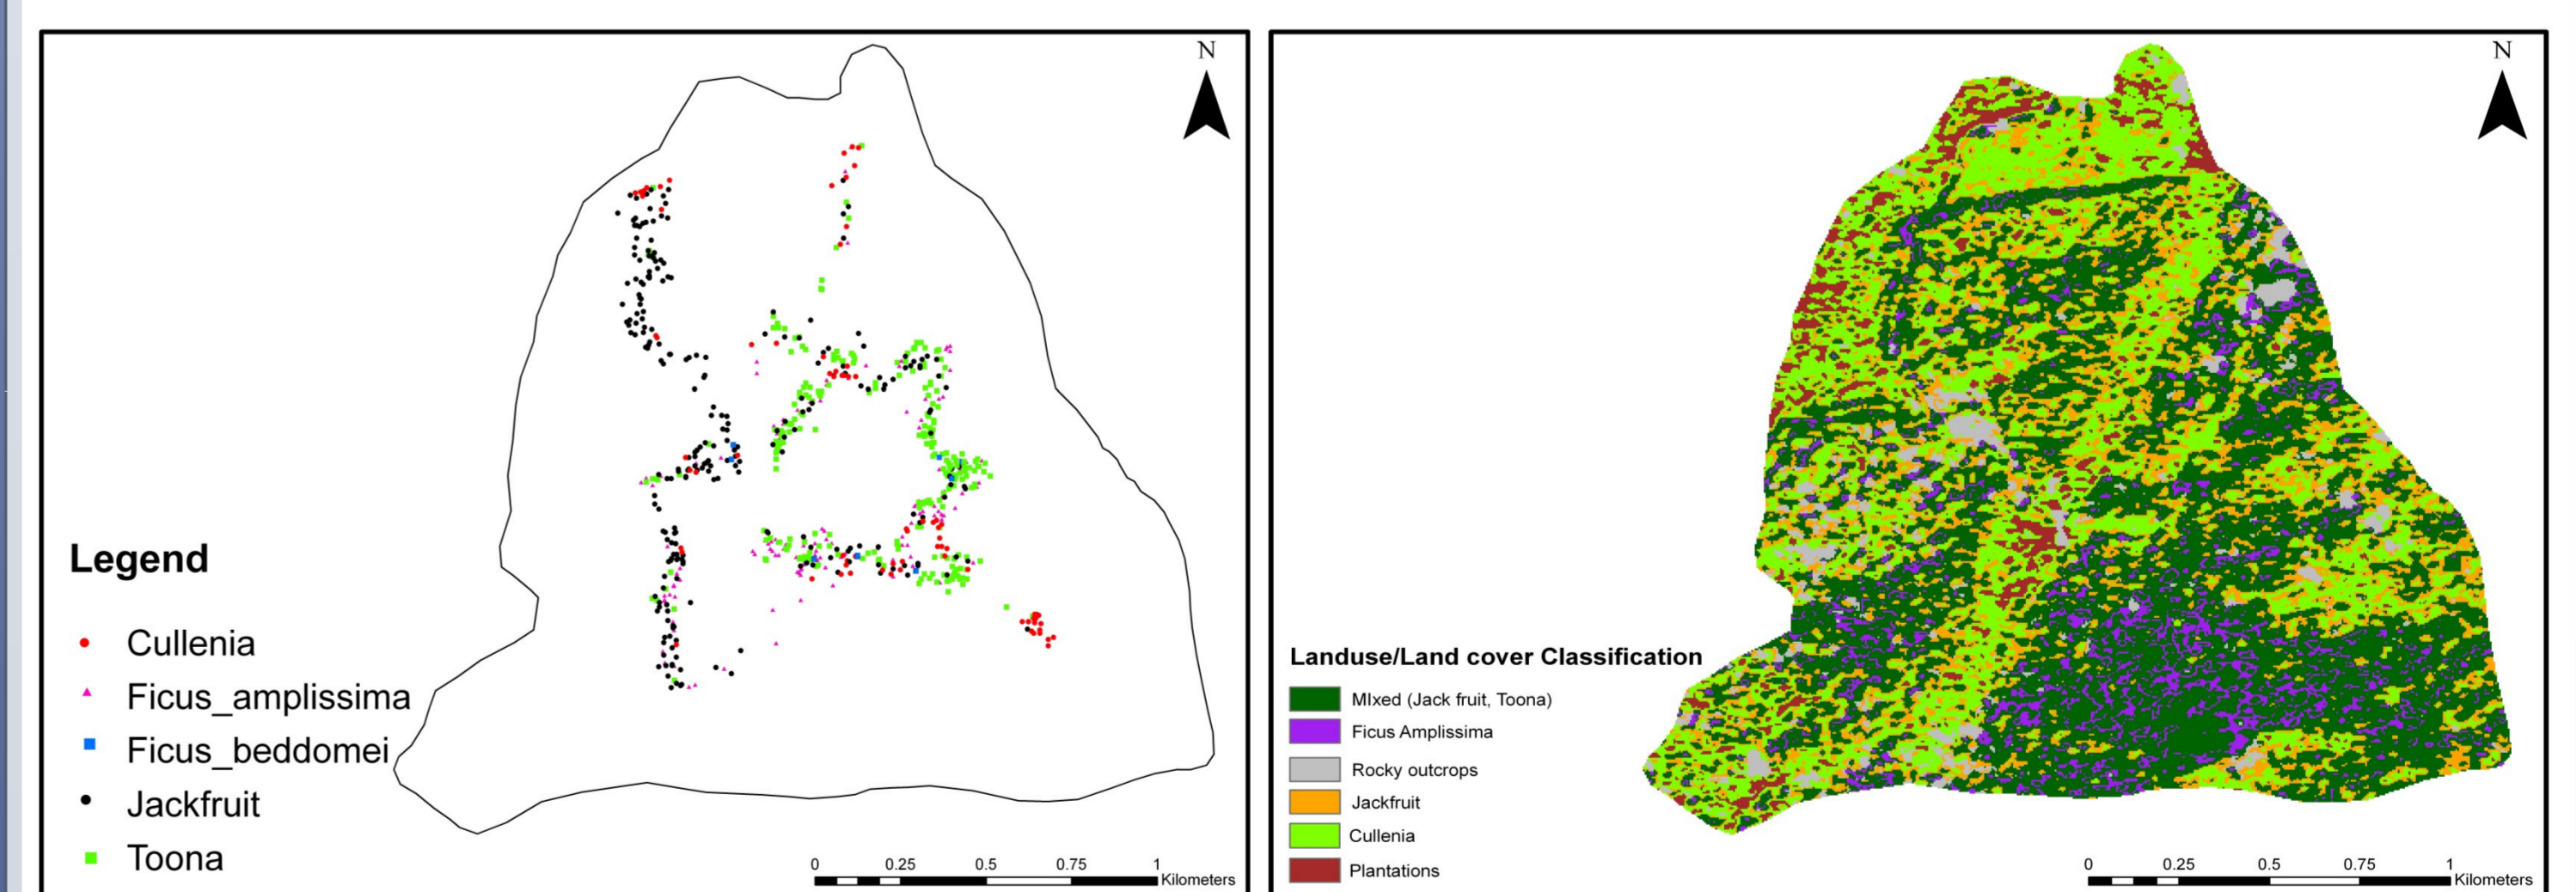 N
Legend
Cullenia
Ficus_amplissima
Ficus_beddomei
Jackfruit
Toona
0 0.25 0.5 0.75 1
Kilometers
N
Landuse/Land cover Classification
MIxed (Jack fruit, Toona)
Ficus Amplissima
Rocky outcrops
Jackfruit
Cullenia
Plantations
0 0.25 0.5 0.75 1
Kilometers